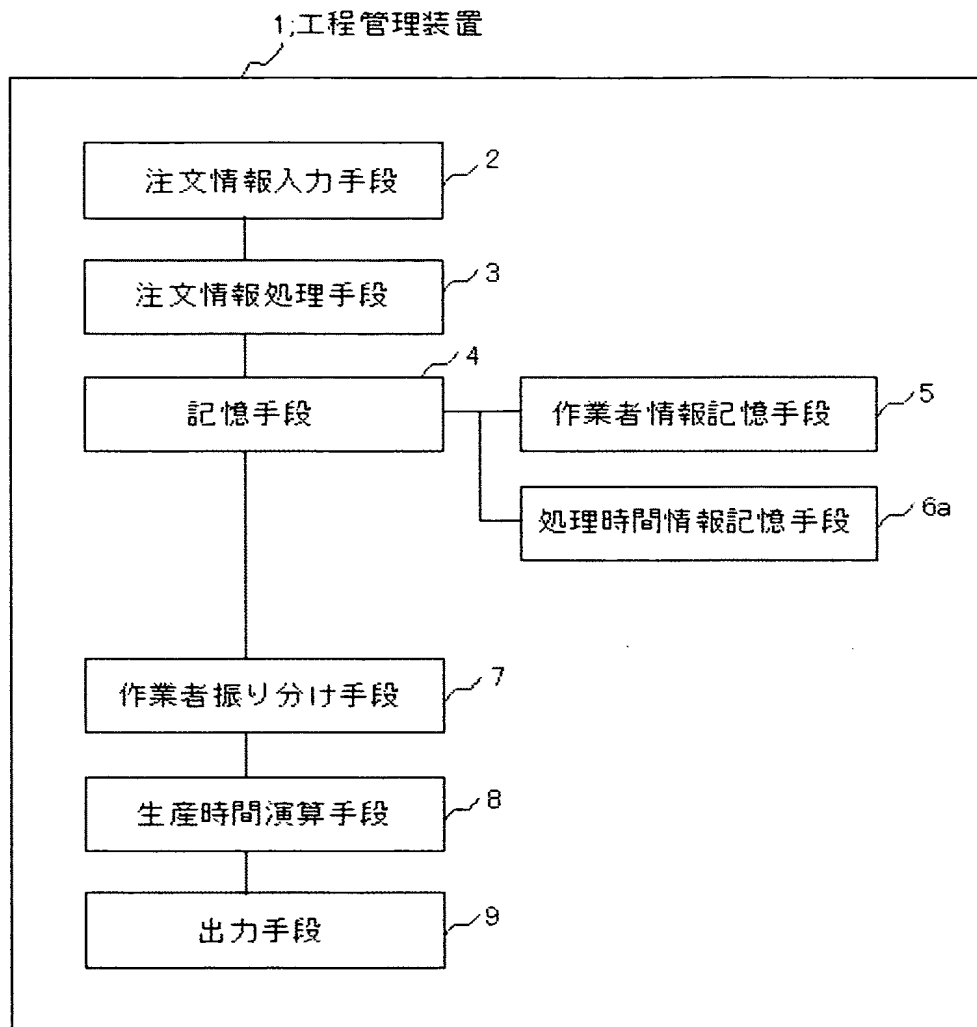 1;工程管理装置
注文情報入力手段
2
注文情報処理手段
3
記憶手段
4
作業者情報記憶手段
5
処理時間情報記憶手段
6a
作業者振り分け手段
7
生産時間演算手段
8
出力手段
9